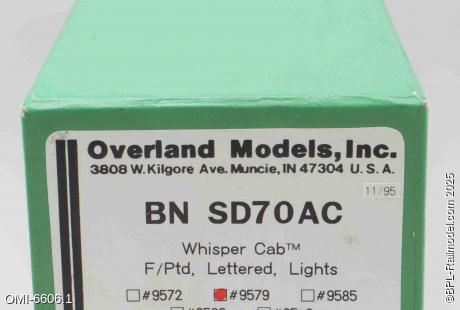 Overland Models, Inc.
3808 W. Kilgore Ave. Muncie, IN 47304 U. S. A.
11/95
BN SD70AC
Whisper Cab™
F/Ptd, Lettered, Lights
#9572 #9579 #9585
OMI-6606.1
©BPL-Railmodel.com 2025